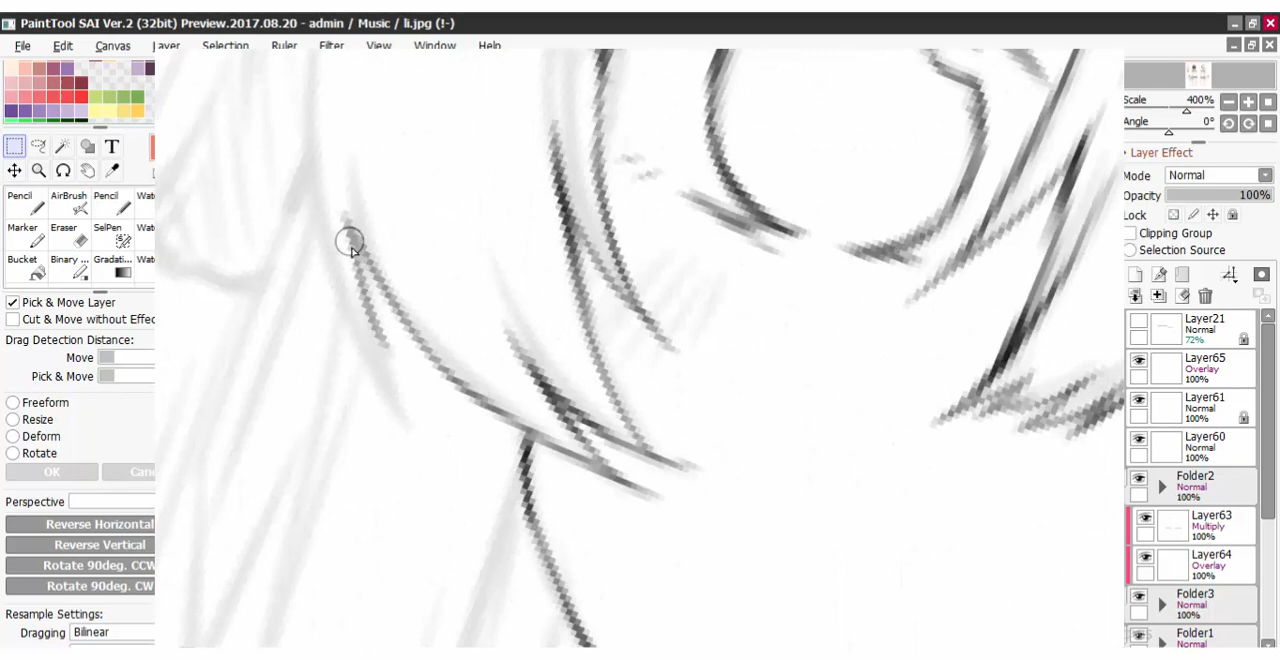 PaintTool SAI Ver.2 (32bit) Preview.2017.08.20 - admin / Music / li.jpg (!-)
File Edit Canvas Layer Selection Ruler Filter View Window Help
Scale 400%
Angle 0°
Layer Effect
Mode Normal
Opacity 100%
Lock
Clipping Group
Selection Source
T
Pencil AirBrush Pencil Wat
Marker Eraser SelPen Wat
Bucket Binary ... Gradati... Wat
Pick & Move Layer
Cut & Move without Effec
Drag Detection Distance:
Move
Pick & Move
Freeform
Resize
Deform
Rotate
OK Canc
Perspective
Reverse Horizontal
Reverse Vertical
Rotate 90deg. CCW
Rotate 90deg. CW
Resample Settings:
Dragging Bilinear
Layer21
Normal
72%
Layer65
Overlay
100%
Layer61
Normal
100%
Layer60
Normal
100%
Folder2
Normal
100%
Layer63
Multiply
100%
Layer64
Overlay
100%
Folder3
Normal
100%
Folder1
Normal